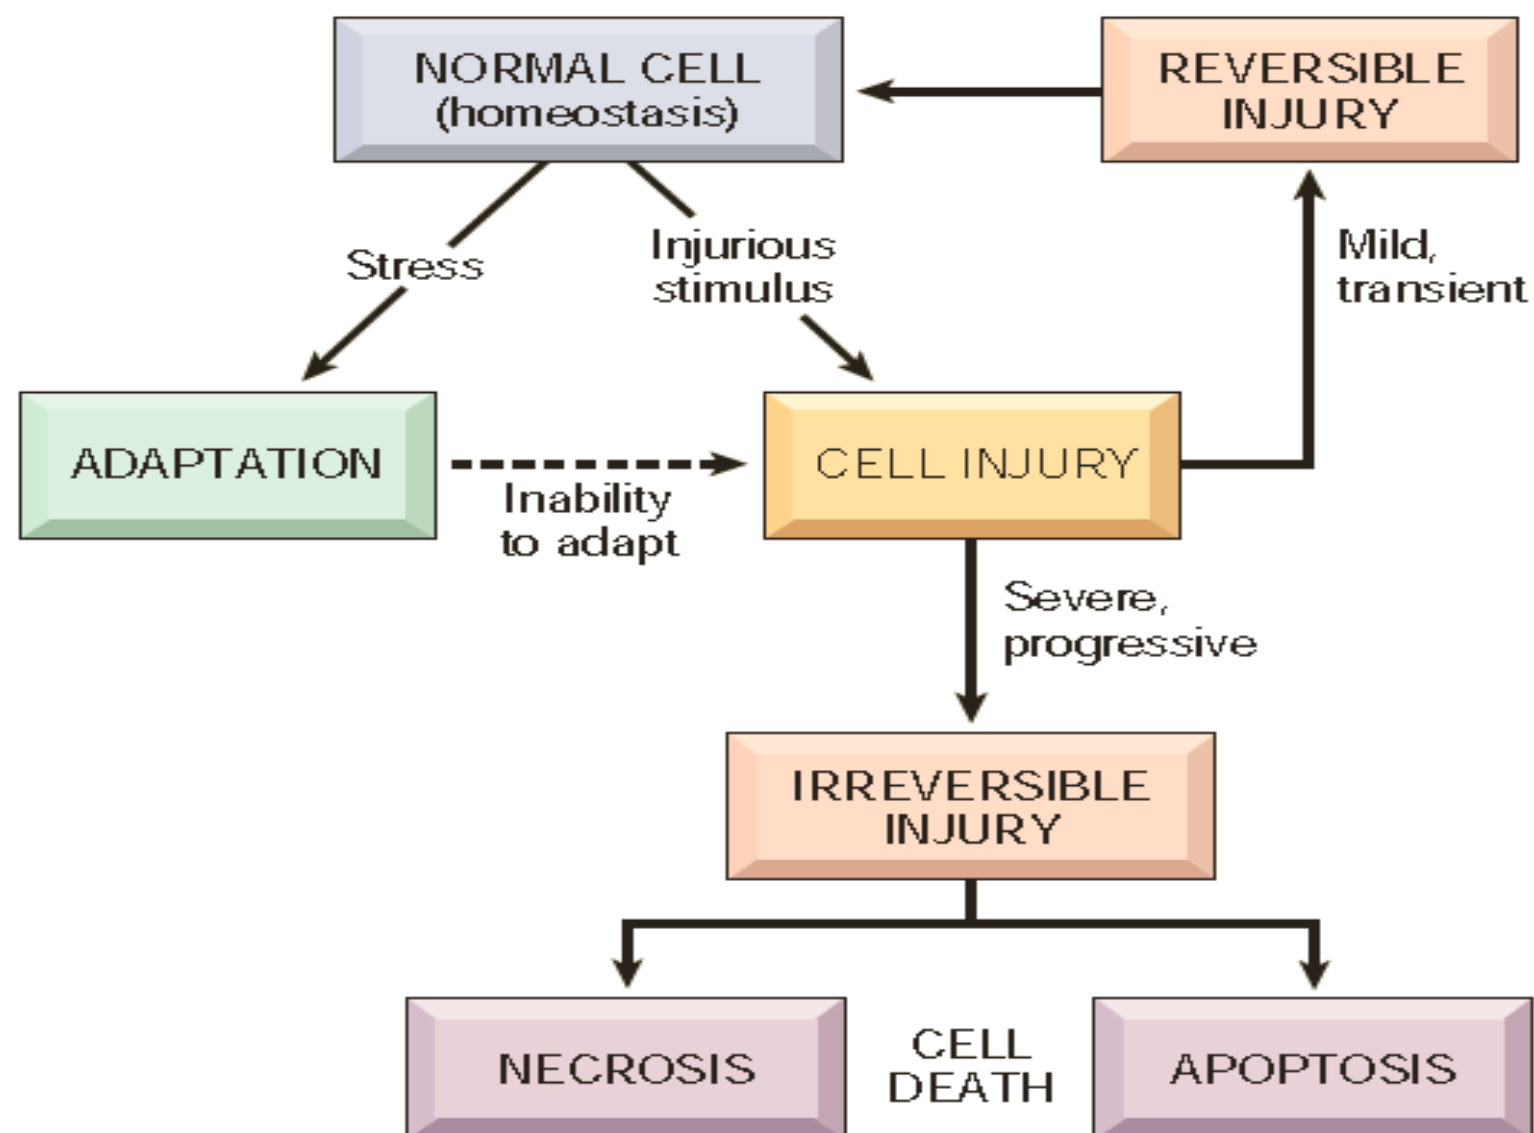 NORMAL CELL
(homeostasis)
REVERSIBLE
INJURY
Stress
Injurious
stimulus
Mild,
transient
ADAPTATION
Inability
to adapt
CELL INJURY
Severe,
progressive
IRREVERSIBLE
INJURY
NECROSIS
CELL
DEATH
APOPTOSIS